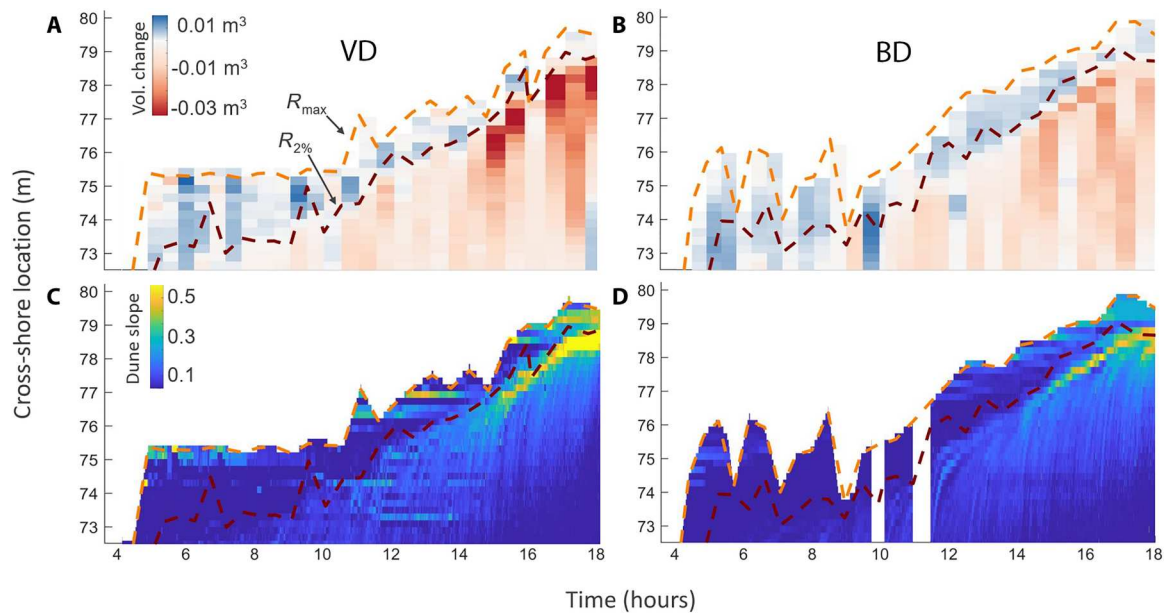 A
0.01 m³
-0.01 m³
-0.03 m³
Vol. change
VD
Rmax
R2%
80
79
78
77
76
75
74
73
B
BD
80
79
78
77
76
75
74
73
C
0.5
0.3
0.1
Dune slope
80
79
78
77
76
75
74
73
4 6 8 10 12 14 16 18
D
80
79
78
77
76
75
74
73
4 6 8 10 12 14 16 18
Cross-shore location (m)
Time (hours)